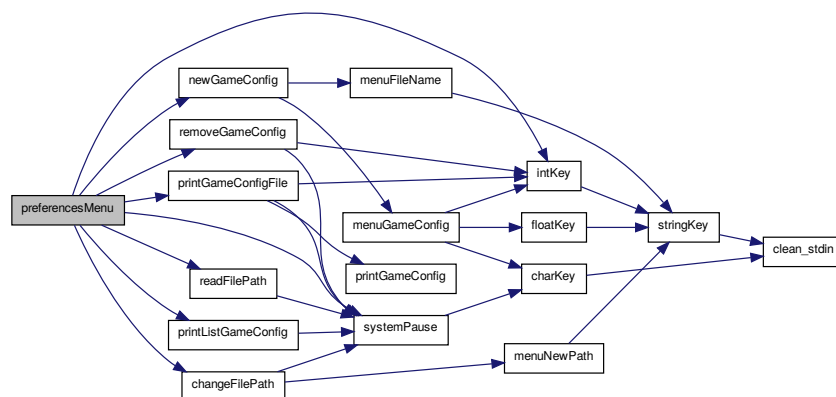 newGameConfig
menuFileName
removeGameConfig
intKey
printGameConfigFile
preferencesMenu
menuGameConfig
floatKey
stringKey
clean_stdin
readFilePath
printGameConfig
charKey
printListGameConfig
systemPause
menuNewPath
changeFilePath